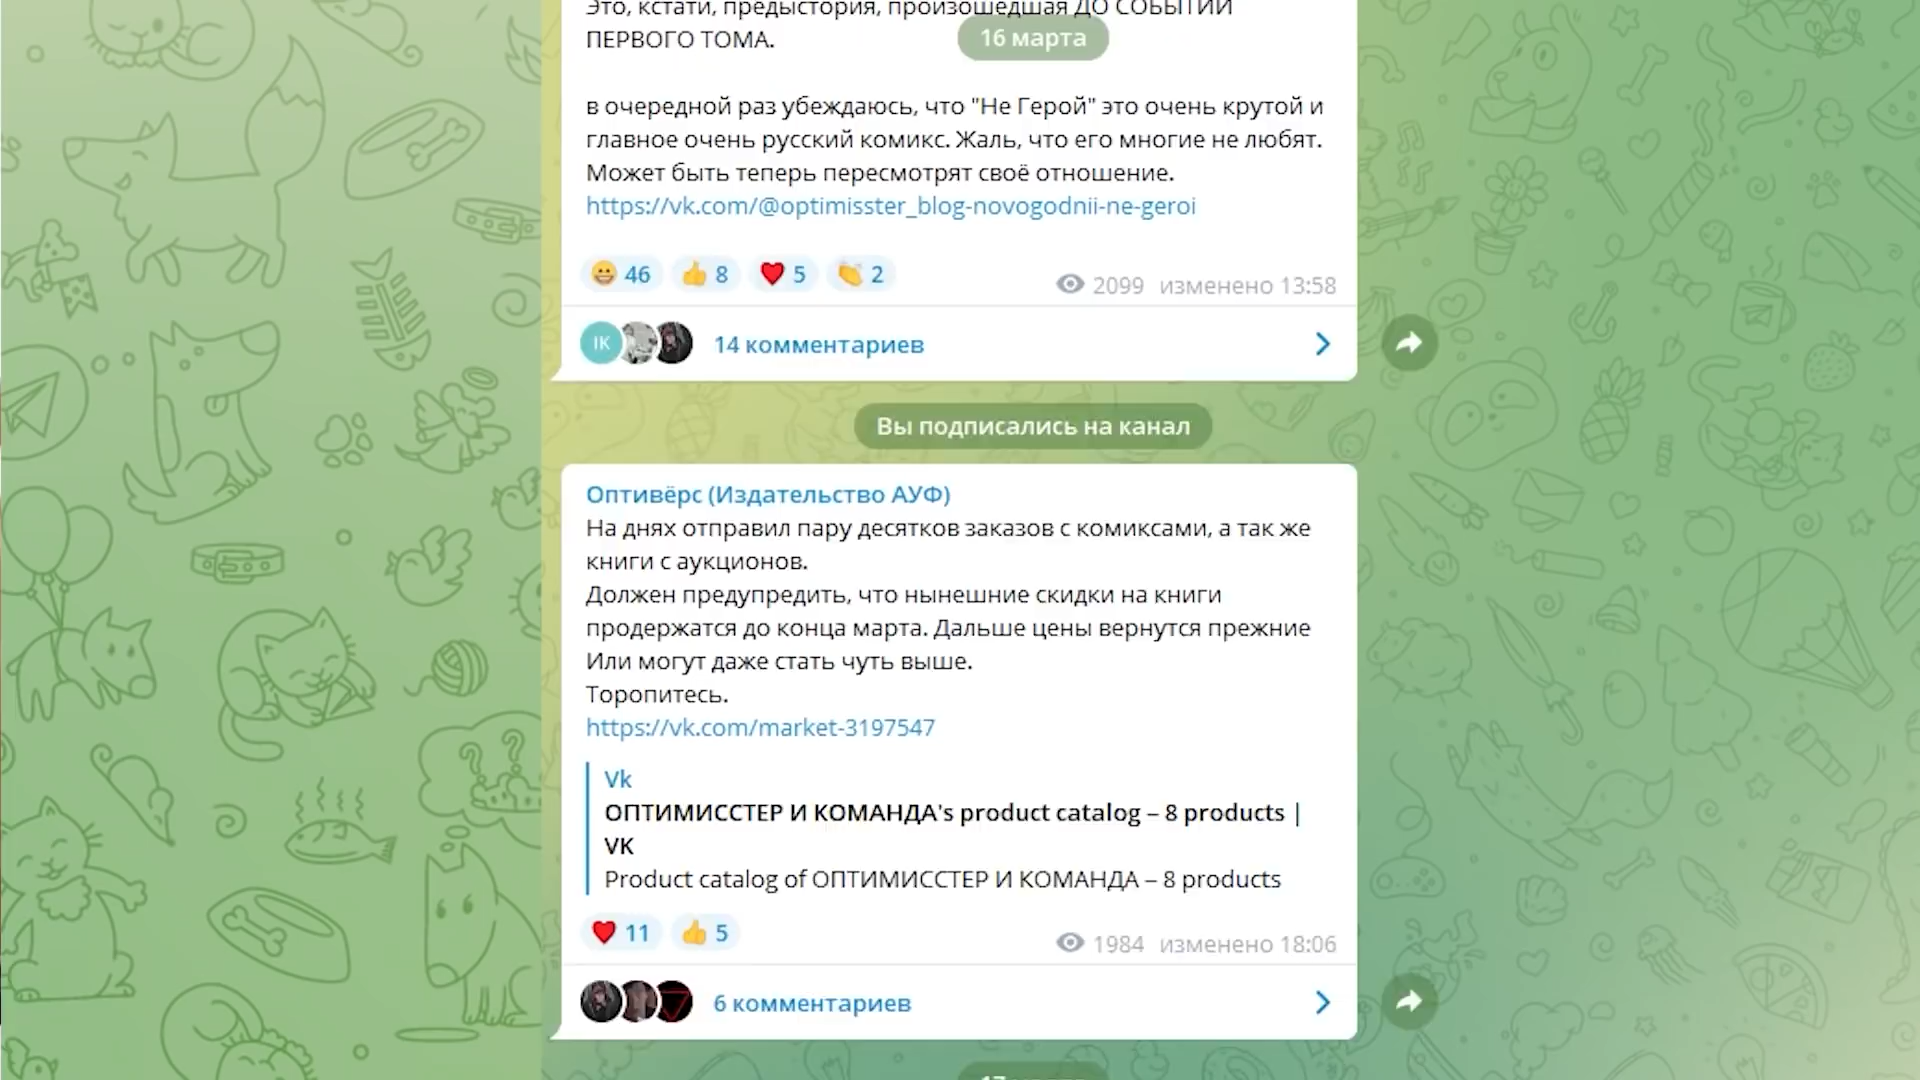 Это, кстати, предыстория, произошедшая ДО СОБЫТИЙ
ПЕРВОГО ТОМА.
16 марта
в очередной раз убеждаюсь, что "Не Герой" это очень крутой и
главное очень русский комикс. Жаль, что его многие не любят.
Может быть теперь пересмотрят своё отношение.
https://vk.com/@optimisster_blog-novogodnii-ne-geroi
46 8 5 2
2099 изменено 13:58
IK
14 комментариев
Вы подписались на канал
Оптивёрс (Издательство АУФ)
На днях отправил пару десятков заказов с комиксами, а так же
книги с аукционов.
Должен предупредить, что нынешние скидки на книги
продержатся до конца марта. Дальше цены вернутся прежние
Или могут даже стать чуть выше.
Торопитесь.
https://vk.com/market-3197547
Vk
ОПТИМИССТЕР И КОМАНДА's product catalog – 8 products |
VK
Product catalog of ОПТИМИССТЕР И КОМАНДА – 8 products
11 5
1984 изменено 18:06
6 комментариев